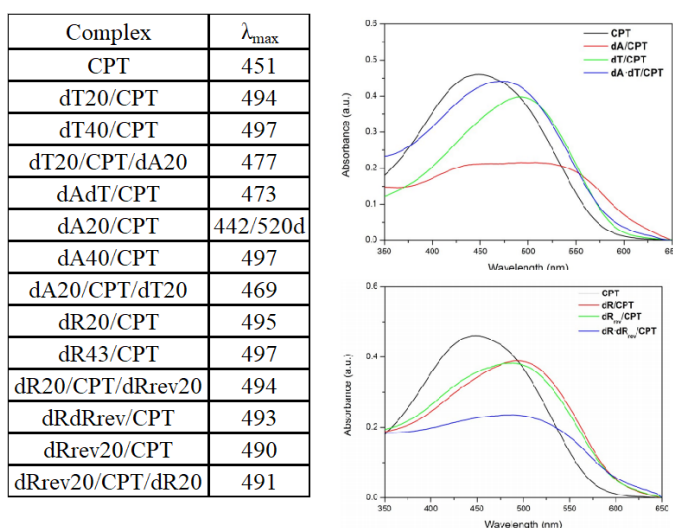 Complex λmax
CPT 451
dT20/CPT 494
dT40/CPT 497
dT20/CPT/dA20 477
dAdT/CPT 473
dA20/CPT 442/520d
dA40/CPT 497
dA20/CPT/dT20 469
dR20/CPT 495
dR43/CPT 497
dR20/CPT/dRrev20 494
dRdRrev/CPT 493
dRrev20/CPT 490
dRrev20/CPT/dR20 491
CPT
dA/CPT
dT/CPT
dA·dT/CPT
Absorbance (a.u.)
0.6
0.5
0.4
0.3
0.2
0.1
0.0
350 400 450 500 550 600 650
Wavelength (nm)
CPT
dR/CPT
dRrev/CPT
dR·dRrev/CPT
Absorbance (a.u.)
0.6
0.4
0.2
0.0
350 400 450 500 550 600 650
Wavelength (nm)